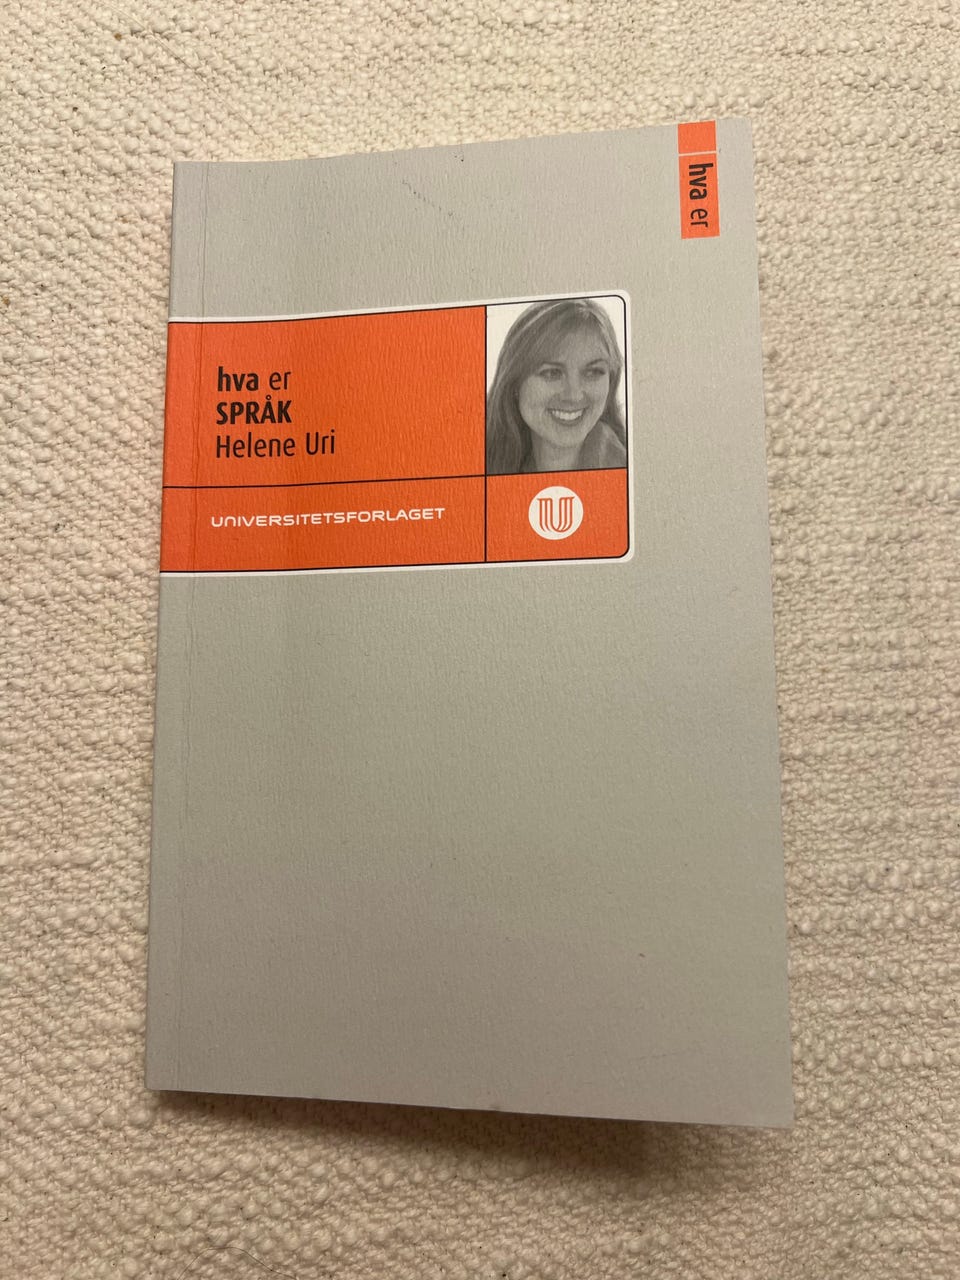 hva er
hva er
SPRÅK
Helene Uri
UNIVERSITETSFORLAGET
U